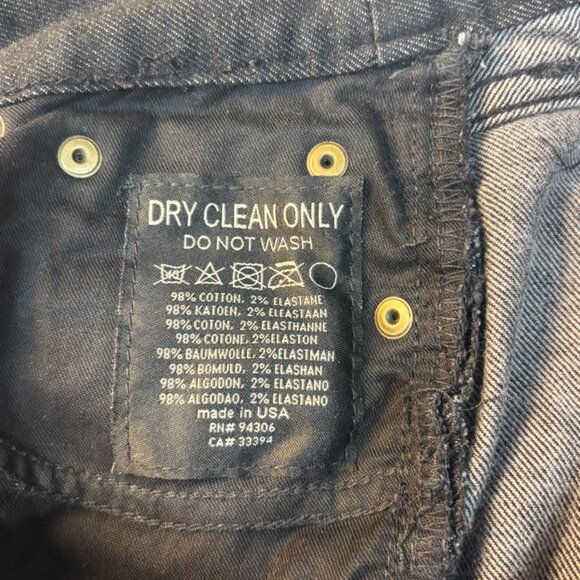 DRY CLEAN ONLY
DO NOT WASH
98% COTTON, 2% ELASTANE
98% KATOEN, 2% ELEASTAAN
98% COTON, 2% ELASTHANNE
98% COTONE, 2%ELASTON
98% BAUMWOLLE, 2%ELASTMAN
98% BOMULD, 2% ELASHAN
98% ALGODON, 2% ELASTANO
98% ALGODAO, 2% ELASTANO
made in USA
RN# 94306
CA# 33394